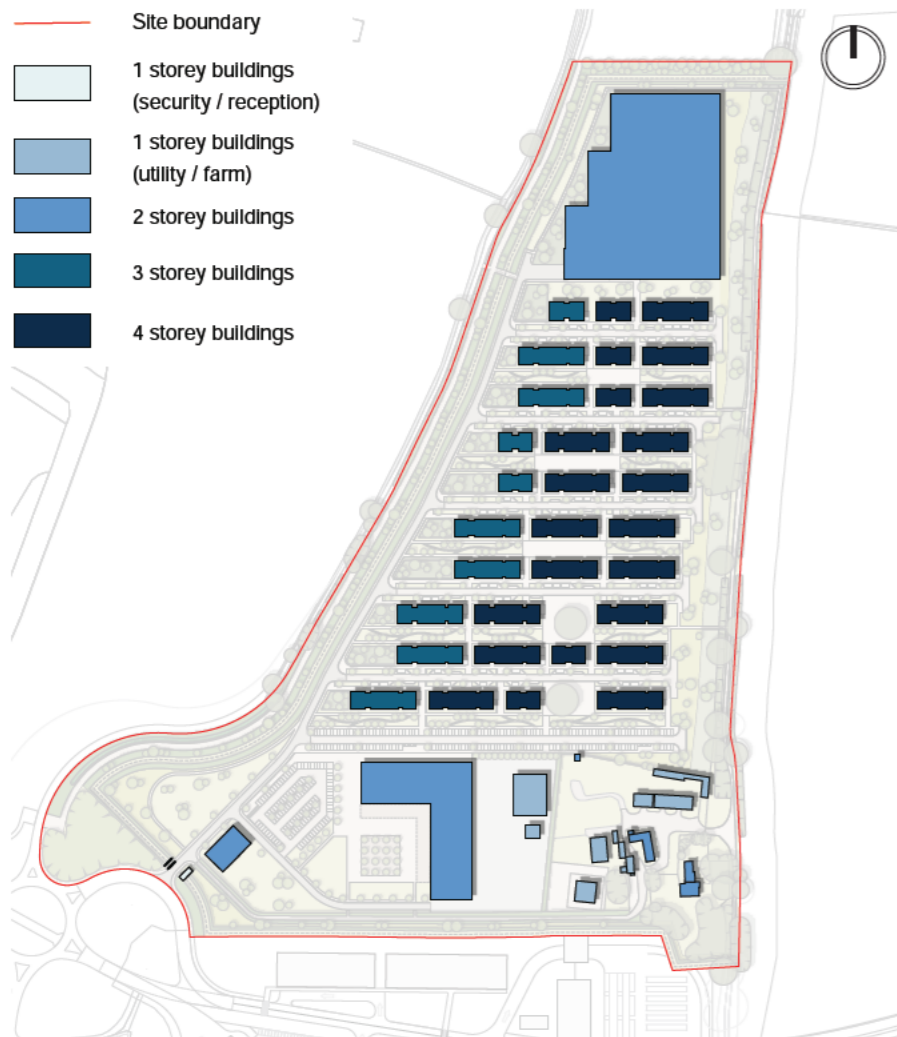 Site boundary
1 storey buildings
(security / reception)
1 storey buildings
(utility / farm)
2 storey buildings
3 storey buildings
4 storey buildings